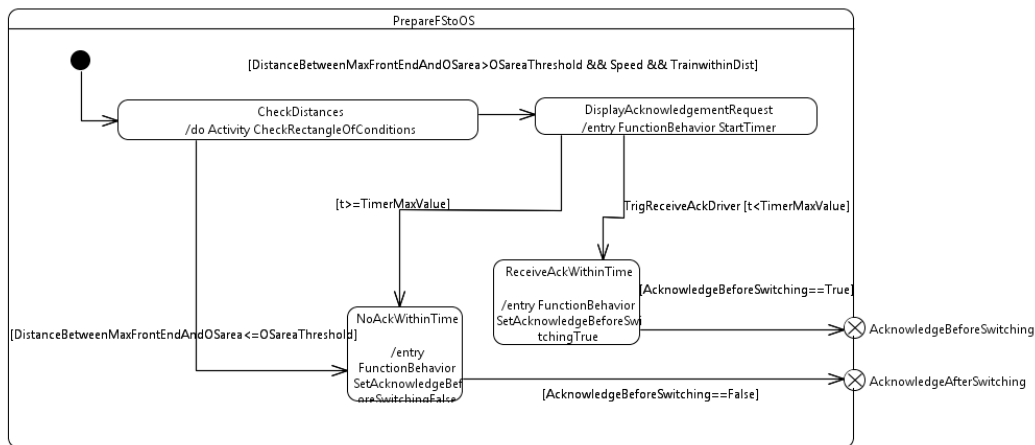 PrepareFStoOS
[DistanceBetweenMaxFrontEndAndOSarea>OSareaThreshold && Speed && TrainwithinDist]
CheckDistances
/do Activity CheckRectangleOfConditions
DisplayAcknowledgementRequest
/entry FunctionBehavior StartTimer
[t>=TimerMaxValue]
TrigReceiveAckDriver [t<TimerMaxValue]
ReceiveAckWithinTime
/entry FunctionBehavior
SetAcknowledgeBeforeSwi
tchingTrue
[AcknowledgeBeforeSwitching==True]
AcknowledgeBeforeSwitching
[DistanceBetweenMaxFrontEndAndOSarea<=OSareaThreshold]
NoAckWithinTime
/entry
FunctionBehavior
SetAcknowledgeBef
oreSwitchingFalse
[AcknowledgeBeforeSwitching==False]
AcknowledgeAfterSwitching